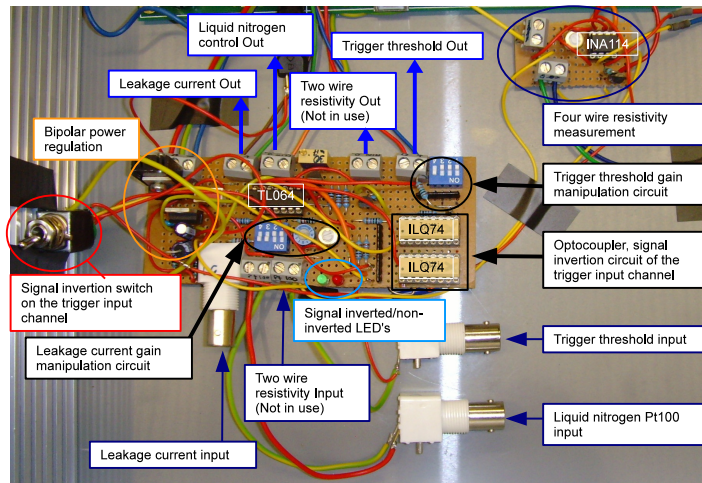 Liquid nitrogen
control Out
Trigger threshold Out
INA114
Leakage current Out
Two wire
resistivity Out
(Not in use)
Four wire resistivity
measurement
Bipolar power
regulation
Trigger threshold gain
manipulation circuit
TL064
NO
NO
ILQ74
ILQ74
Optocoupler, signal
invertion circuit of the
trigger input channel
Signal invertion switch
on the trigger input
channel
Signal inverted/non-
inverted LED's
Trigger threshold input
Leakage current gain
manipulation circuit
Two wire
resistivity Input
(Not in use)
Liquid nitrogen Pt100
input
Leakage current input